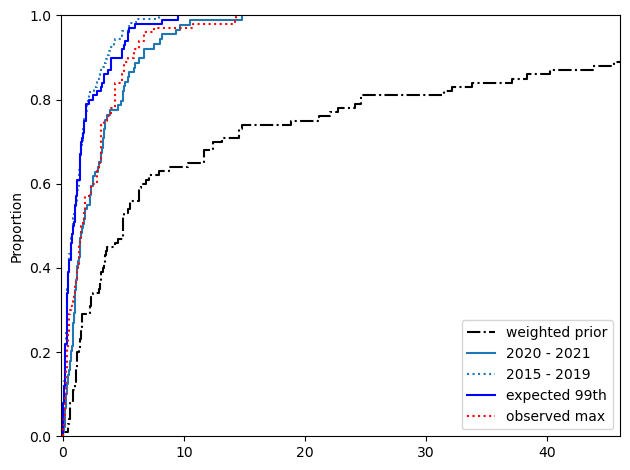 1.0
0.8
0.6
0.4
0.2
0.0
Proportion
0 10 20 30 40
weighted prior
2020 - 2021
2015 - 2019
expected 99th
observed max